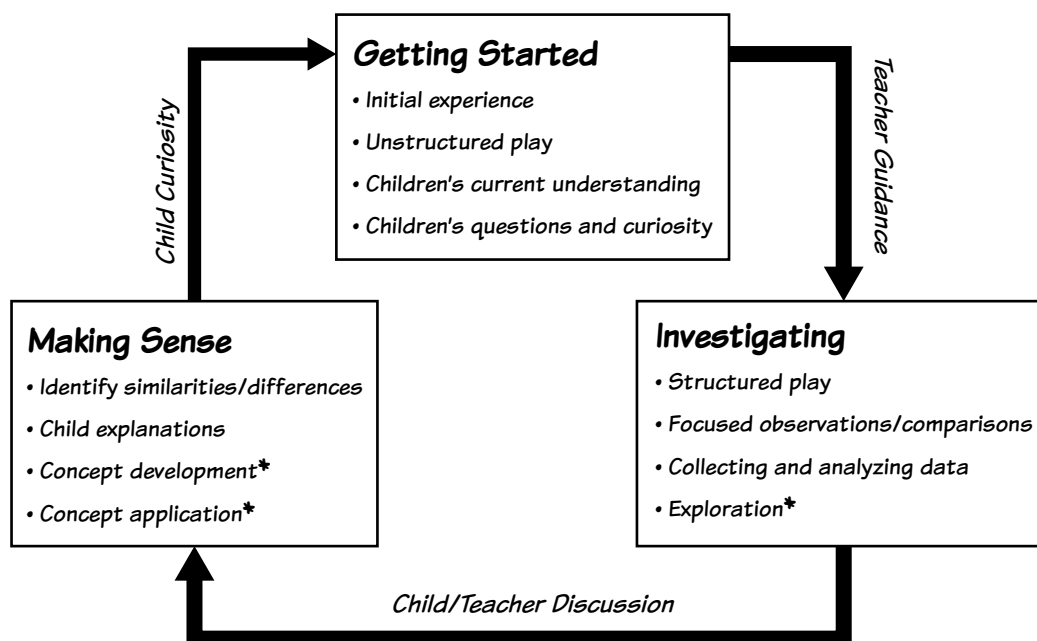 Getting Started
• Initial experience
• Unstructured play
• Children's current understanding
• Children's questions and curiosity
Teacher Guidance
Investigating
• Structured play
• Focused observations/comparisons
• Collecting and analyzing data
• Exploration*
Child/Teacher Discussion
Making Sense
• Identify similarities/differences
• Child explanations
• Concept development*
• Concept application*
Child Curiosity